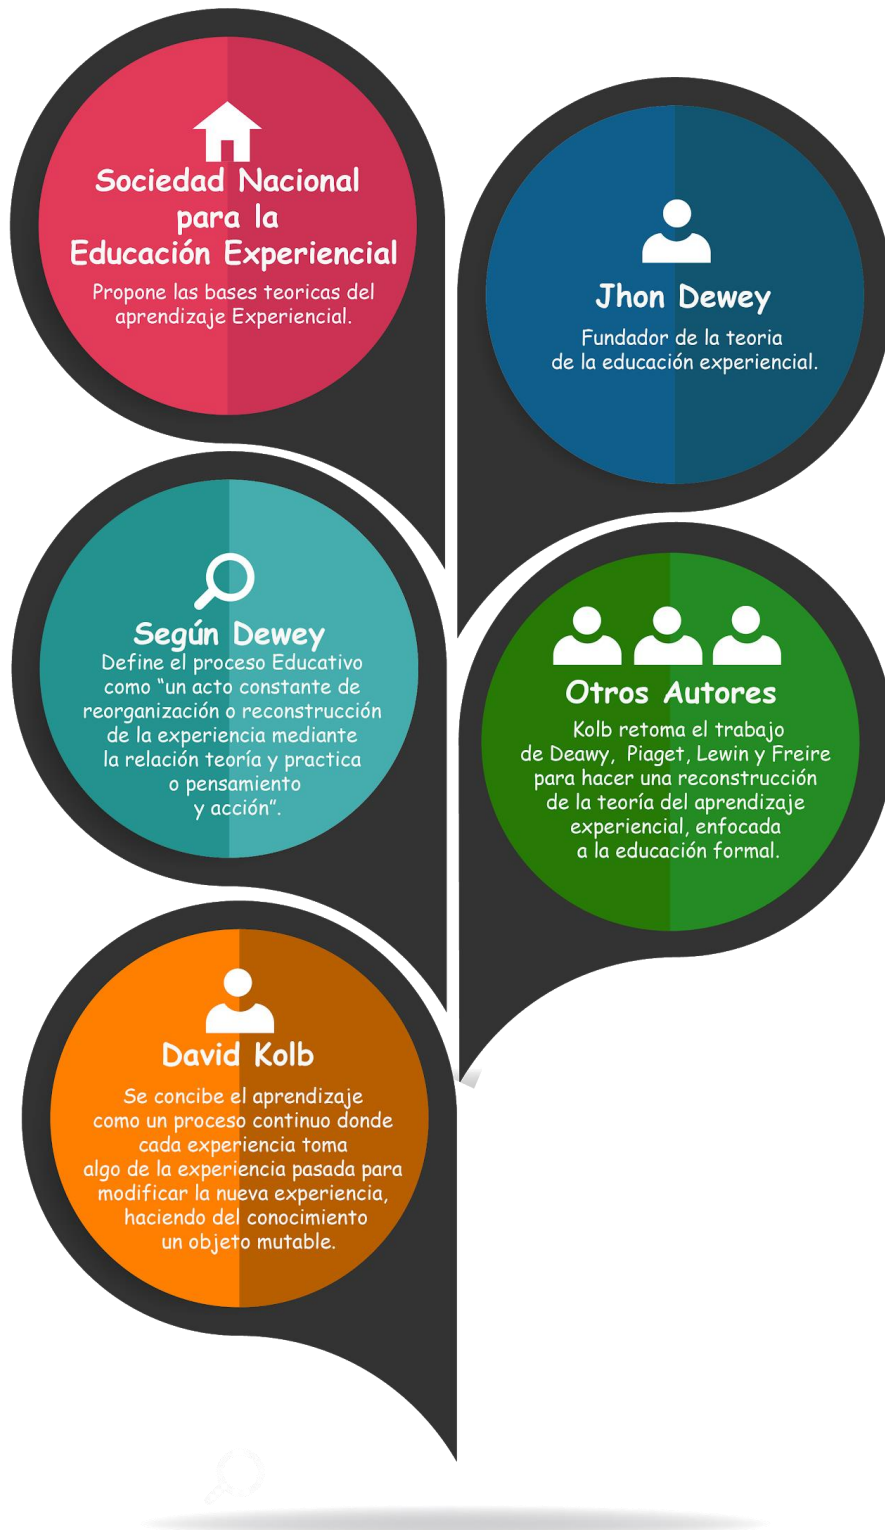 Sociedad Nacional
para la
Educación Experiencial
Propone las bases teoricas del
aprendizaje Experiencial.
Jhon Dewey
Fundador de la teoria
de la educación experiencial.
Según Dewey
Define el proceso Educativo
como “un acto constante de
reorganización o reconstrucción
de la experiencia mediante
la relación teoría y practica
o pensamiento
y acción”.
Otros Autores
Kolb retoma el trabajo
de Deawy, Piaget, Lewin y Freire
para hacer una reconstrucción
de la teoría del aprendizaje
experiencial, enfocada
a la educación formal.
David Kolb
Se concibe el aprendizaje
como un proceso continuo donde
cada experiencia toma
algo de la experiencia pasada para
modificar la nueva experiencia,
haciendo del conocimiento
un objeto mutable.